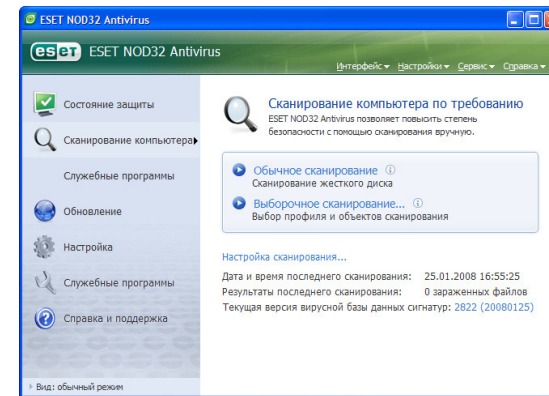 ESET NOD32 Antivirus
eseT ESET NOD32 Antivirus
Интерфейс Настройки Сервис Справка
Состояние защиты
Сканирование компьютера
Служебные программы
Обновление
Настройка
Служебные программы
Справка и поддержка
Вид: обычный режим
Сканирование компьютера по требованию
ESET NOD32 Antivirus позволяет повысить степень
безопасности с помощью сканирования вручную.
Обычное сканирование
Сканирование жесткого диска
Выборочное сканирование...
Выбор профиля и объектов сканирования
Настройка сканирования...
Дата и время последнего сканирования: 25.01.2008 16:55:25
Результаты последнего сканирования: 0 зараженных файлов
Текущая версия вирусной базы данных сигнатур: 2822 (20080125)